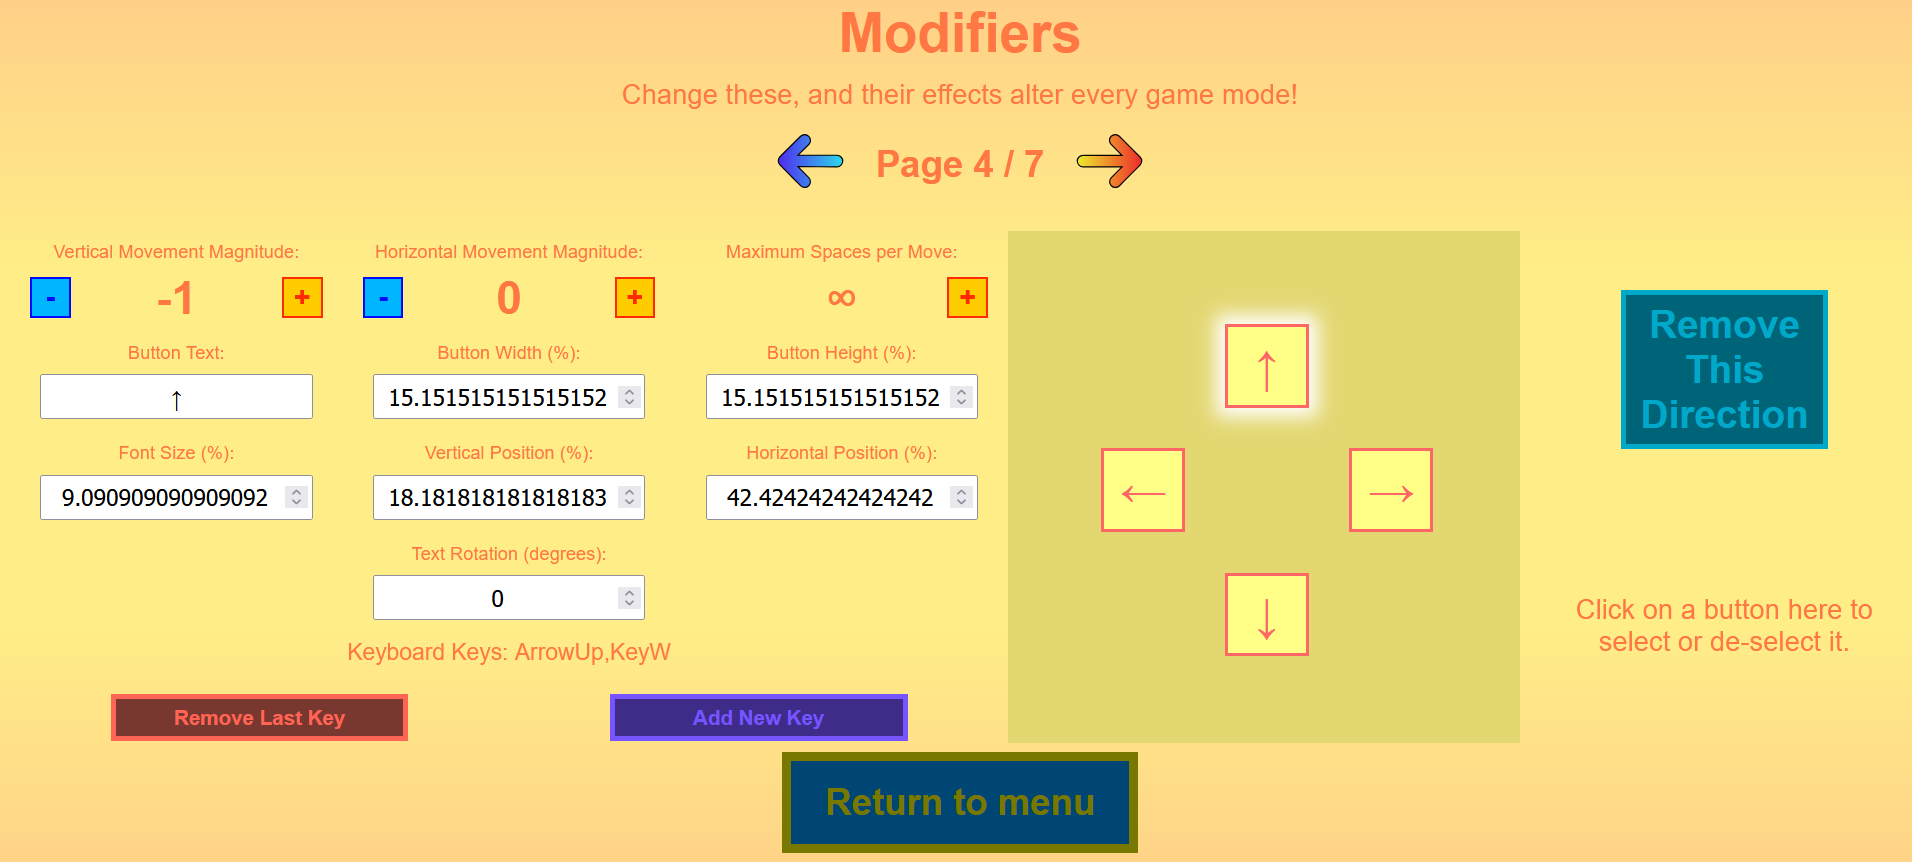 Modifiers
Change these, and their effects alter every game mode!
Page 4 / 7
Vertical Movement Magnitude: Horizontal Movement Magnitude: Maximum Spaces per Move:
- -1 + - 0 + ∞ +
Button Text: Button Width (%): Button Height (%):
↑ 15.151515151515152 15.151515151515152
Font Size (%): Vertical Position (%): Horizontal Position (%):
9.090909090909092 18.181818181818183 42.42424242424242
Text Rotation (degrees):
0
Keyboard Keys: ArrowUp,KeyW
Remove Last Key Add New Key
↑
← →
↓
Remove
This
Direction
Click on a button here to
select or de-select it.
Return to menu